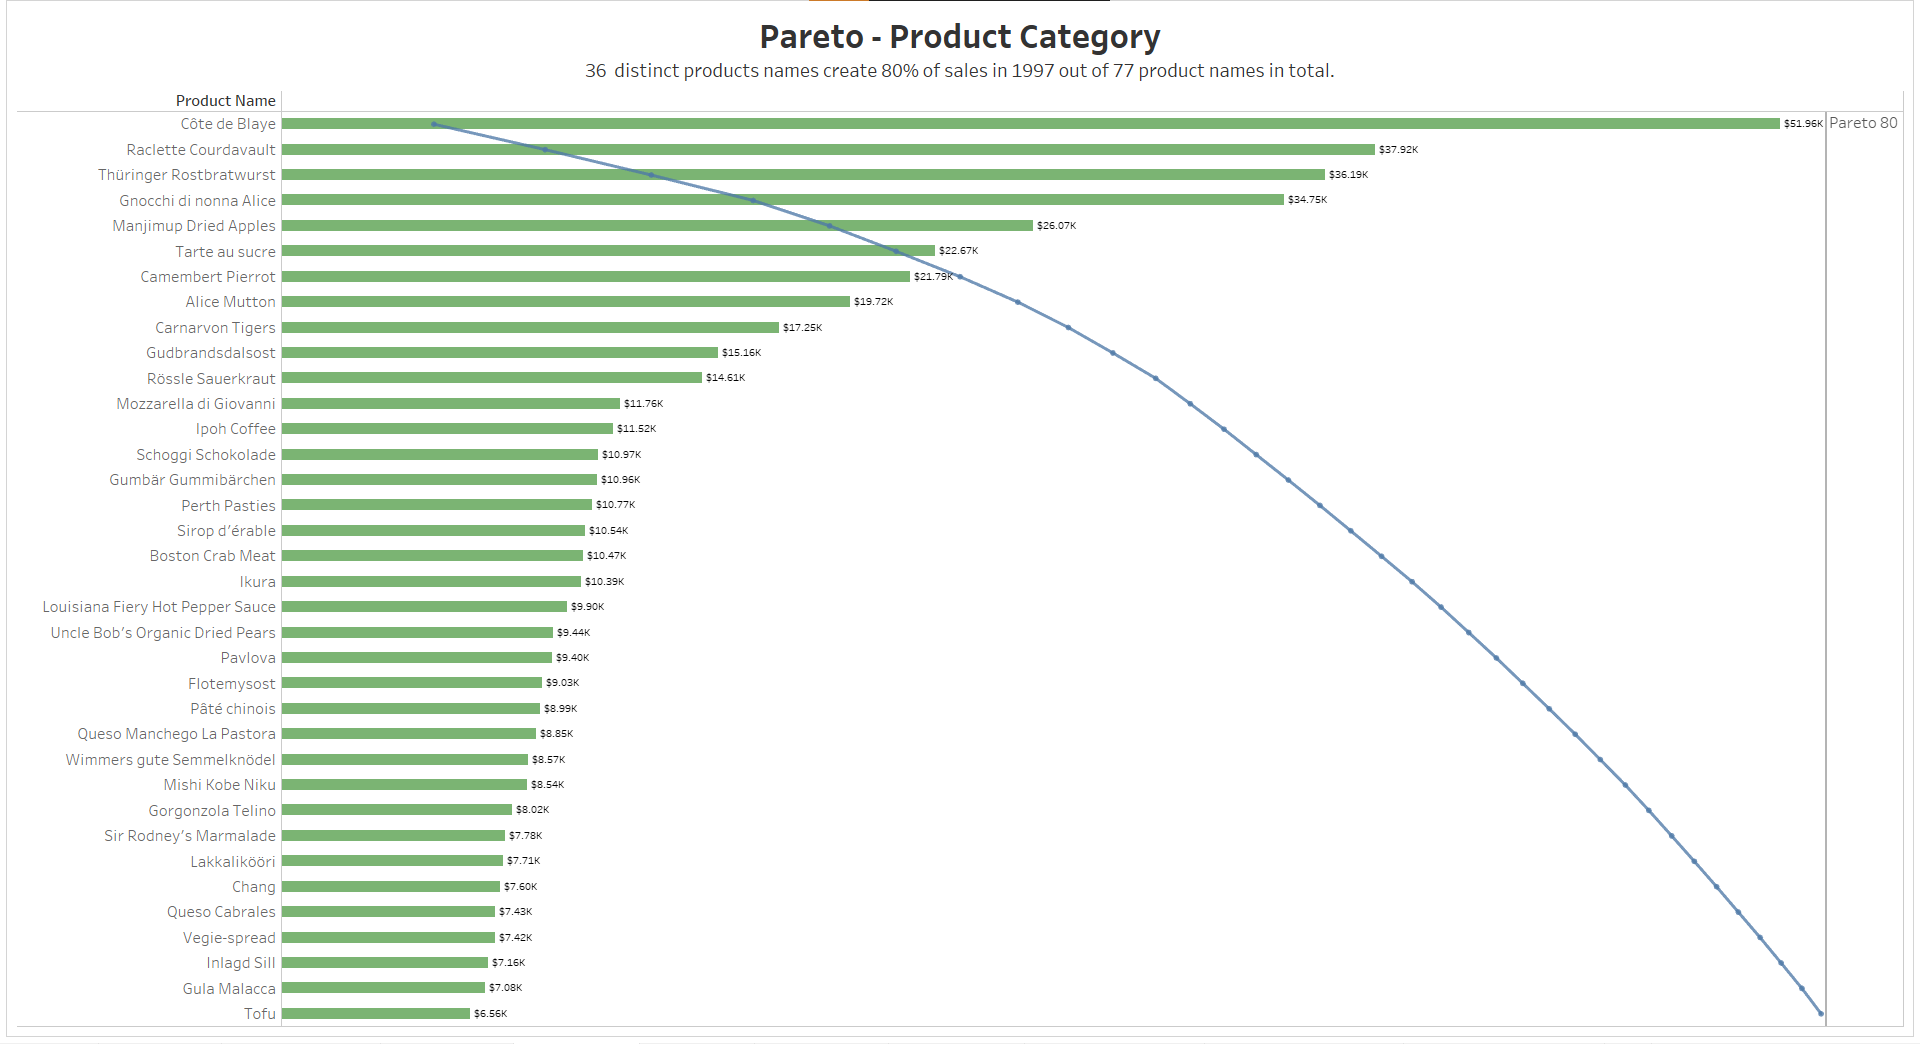 Pareto - Product Category
36  distinct products names create 80% of sales in 1997 out of 77 product names in total.
Product Name
Côte de Blaye $51.96K Pareto 80
Raclette Courdavault $37.92K
Thüringer Rostbratwurst $36.19K
Gnocchi di nonna Alice $34.75K
Manjimup Dried Apples $26.07K
Tarte au sucre $22.67K
Camembert Pierrot $21.79K
Alice Mutton $19.72K
Carnarvon Tigers $17.25K
Gudbrandsdalsost $15.16K
Rössle Sauerkraut $14.61K
Mozzarella di Giovanni $11.76K
Ipoh Coffee $11.52K
Schoggi Schokolade $10.97K
Gumbär Gummibärchen $10.96K
Perth Pasties $10.77K
Sirop d’érable $10.54K
Boston Crab Meat $10.47K
Ikura $10.39K
Louisiana Fiery Hot Pepper Sauce $9.90K
Uncle Bob’s Organic Dried Pears $9.44K
Pavlova $9.40K
Flotemysost $9.03K
Pâté chinois $8.99K
Queso Manchego La Pastora $8.85K
Wimmers gute Semmelknödel $8.57K
Mishi Kobe Niku $8.54K
Gorgonzola Telino $8.02K
Sir Rodney’s Marmalade $7.78K
Lakkalikööri $7.71K
Chang $7.60K
Queso Cabrales $7.43K
Vegie-spread $7.42K
Inlagd Sill $7.16K
Gula Malacca $7.08K
Tofu $6.56K